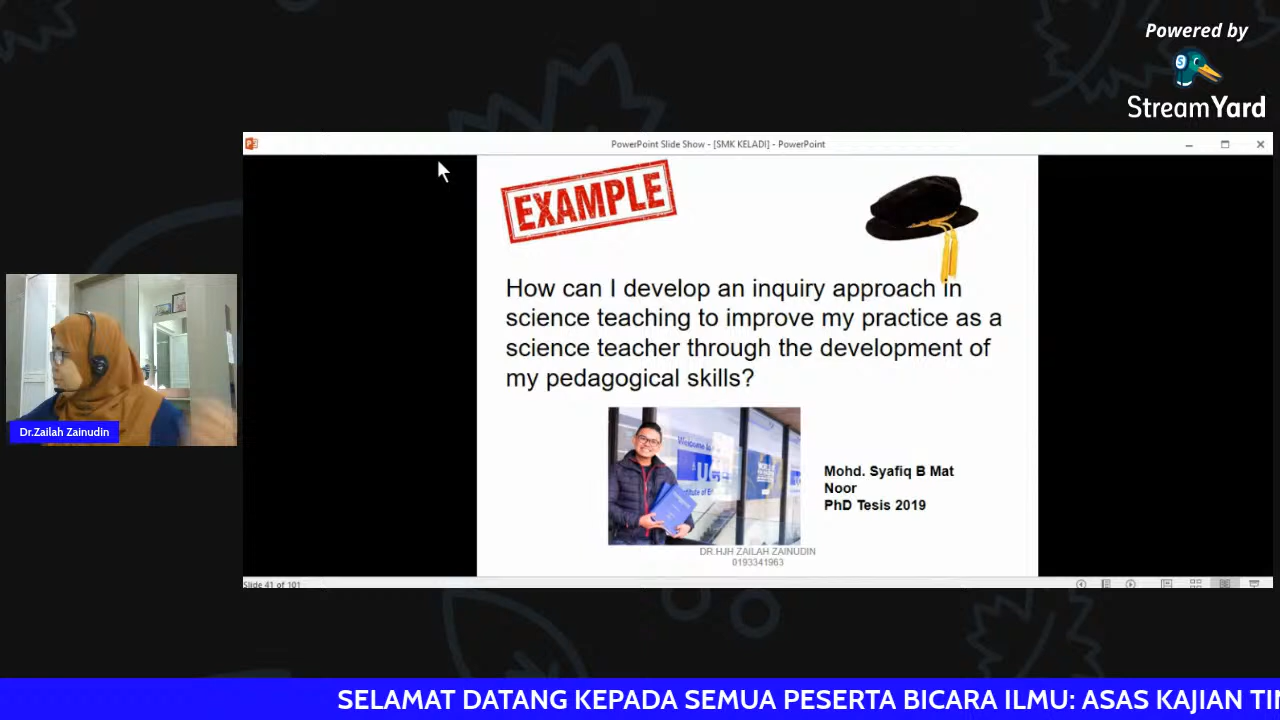 Powered by
StreamYard
PowerPoint Slide Show - [SMK KELADI] - PowerPoint
EXAMPLE
How can I develop an inquiry approach in
science teaching to improve my practice as a
science teacher through the development of
my pedagogical skills?
Welcome to
Mohd. Syafiq B Mat
Noor
PhD Tesis 2019
DR.HJH ZAILAH ZAINUDIN
0193341963
Slide 41 of 101
Dr.Zailah Zainudin
SELAMAT DATANG KEPADA SEMUA PESERTA BICARA ILMU: ASAS KAJIAN